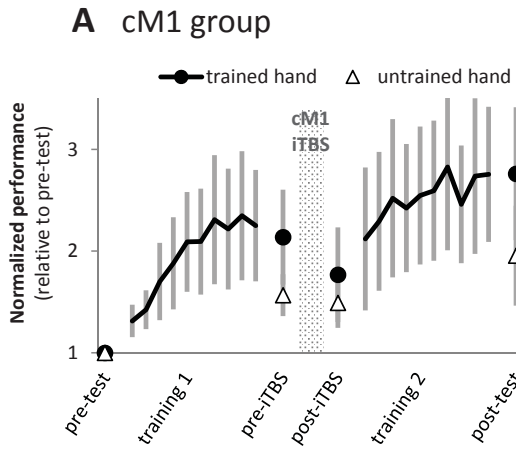 A cM1 group
trained hand untrained hand
cM1
iTBS
Normalized performance
(relative to pre-test)
3
2
1
pre-test
training 1
pre-iTBS
post-iTBS
training 2
post-test